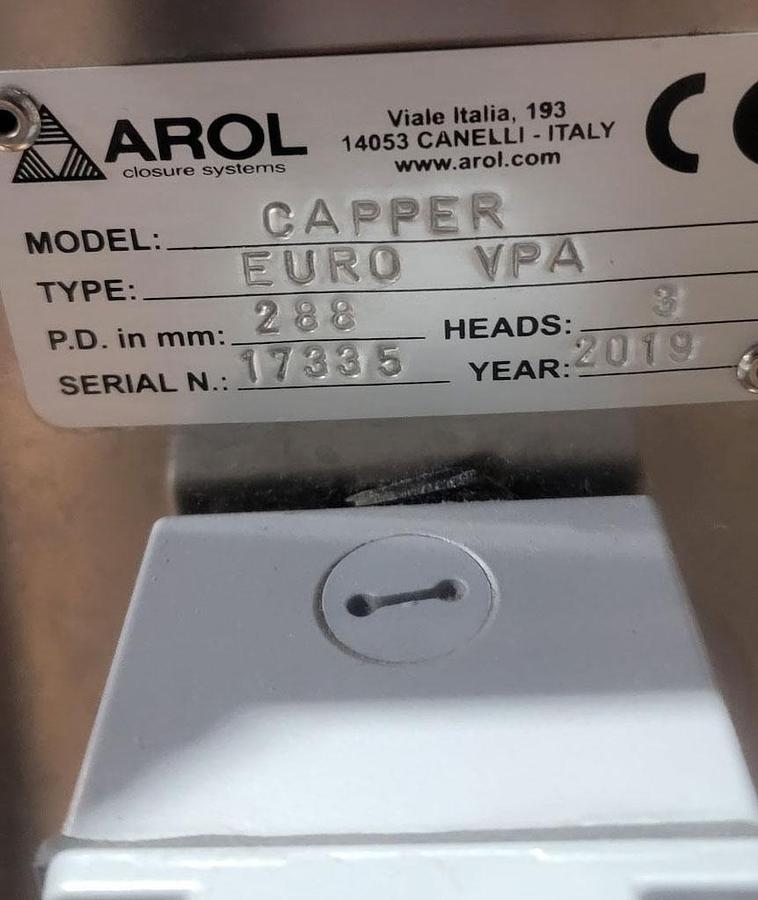 AROL
closure systems
Viale Italia, 193
14053 CANELLI - ITALY
www.arol.com
CE
MODEL: CAPPER
TYPE: EURO VPA
P.D. in mm: 288 HEADS: 3
SERIAL N.: 17335 YEAR: 2019